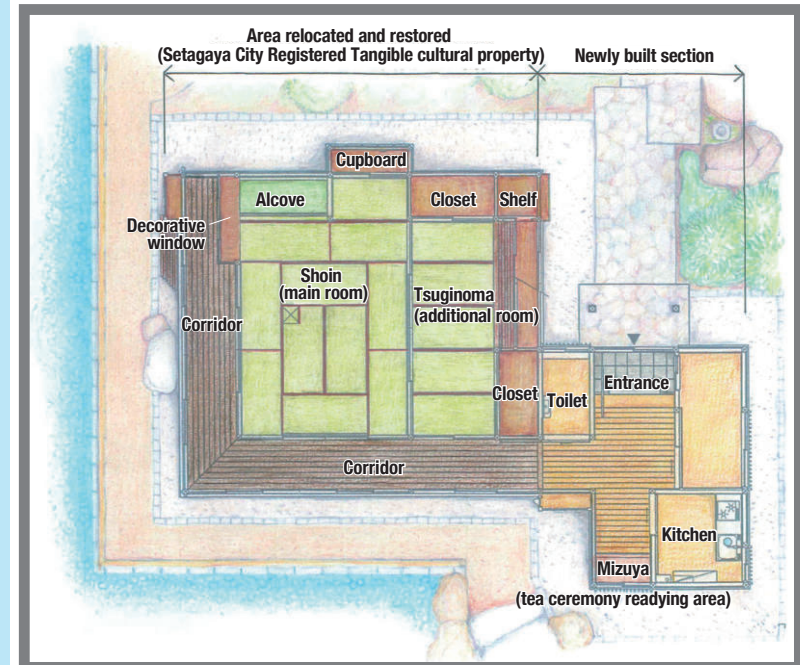 Area relocated and restored
(Setagaya City Registered Tangible cultural property)
Newly built section
Cupboard
Alcove
Closet
Shelf
Decorative
window
Shoin
(main room)
Tsuginoma
(additional room)
Corridor
Closet
Toilet
Entrance
Corridor
Kitchen
Mizuya
(tea ceremony readying area)